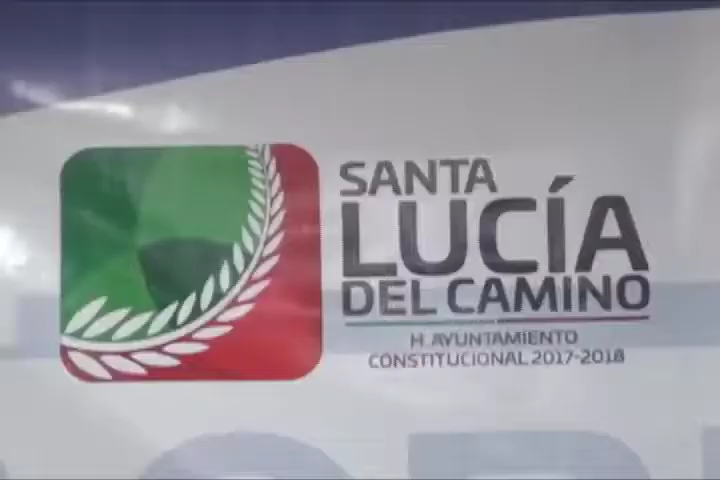 SANTA
LUCÍA
DEL CAMINO
H. AYUNTAMIENTO
CONSTITUCIONAL 2017-2018